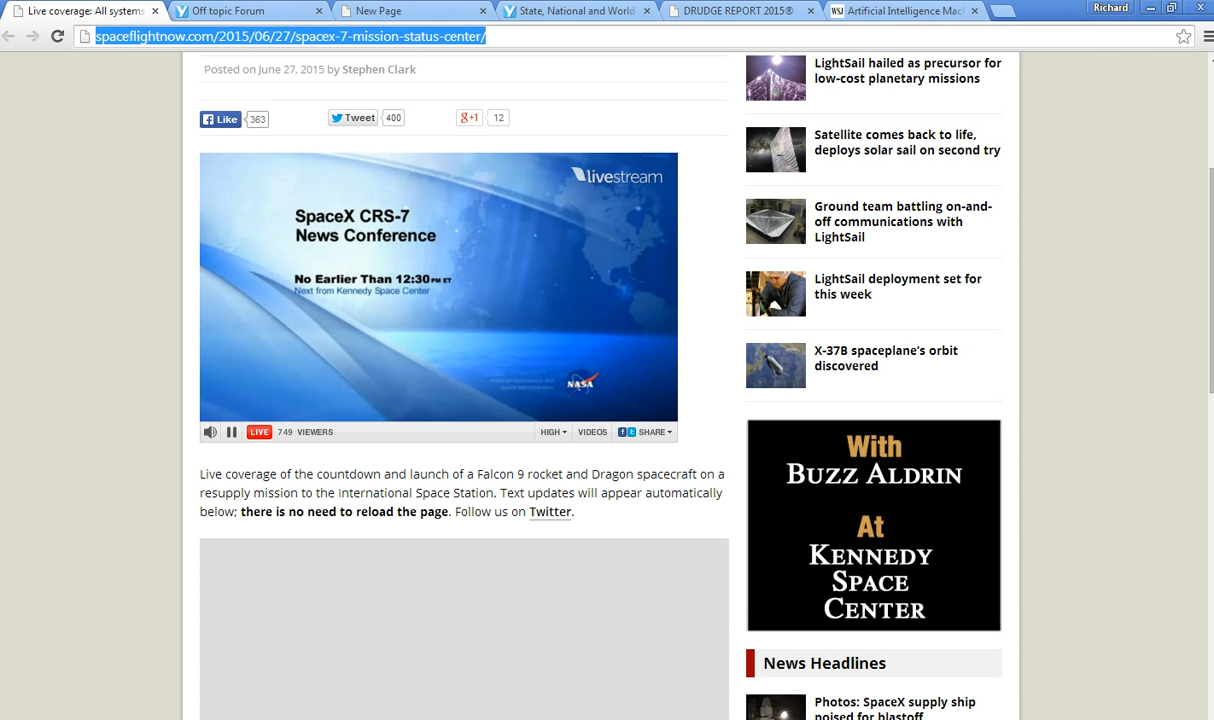 Live coverage: All systems
Off topic Forum
New Page
State, National and World
DRUDGE REPORT 2015®
WSJ
Artificial Intelligence Mac
Richard
spaceflightnow.com/2015/06/27/spacex-7-mission-status-center/
Posted on June 27, 2015 by Stephen Clark
Like 363
Tweet 400
g+1 12
livestream
SpaceX CRS-7
News Conference
No Earlier Than 12:30 PM ET
Next from Kennedy Space Center
NASA
LIVE 749 VIEWERS
HIGH VIDEOS SHARE
Live coverage of the countdown and launch of a Falcon 9 rocket and Dragon spacecraft on a
resupply mission to the International Space Station. Text updates will appear automatically
below; there is no need to reload the page. Follow us on Twitter.
LightSail hailed as precursor for
low-cost planetary missions
Satellite comes back to life,
deploys solar sail on second try
Ground team battling on-and-
off communications with
LightSail
LightSail deployment set for
this week
X-37B spaceplane’s orbit
discovered
With
BUZZ ALDRIN
At
KENNEDY
SPACE
CENTER
News Headlines
Photos: SpaceX supply ship
poised for blastoff